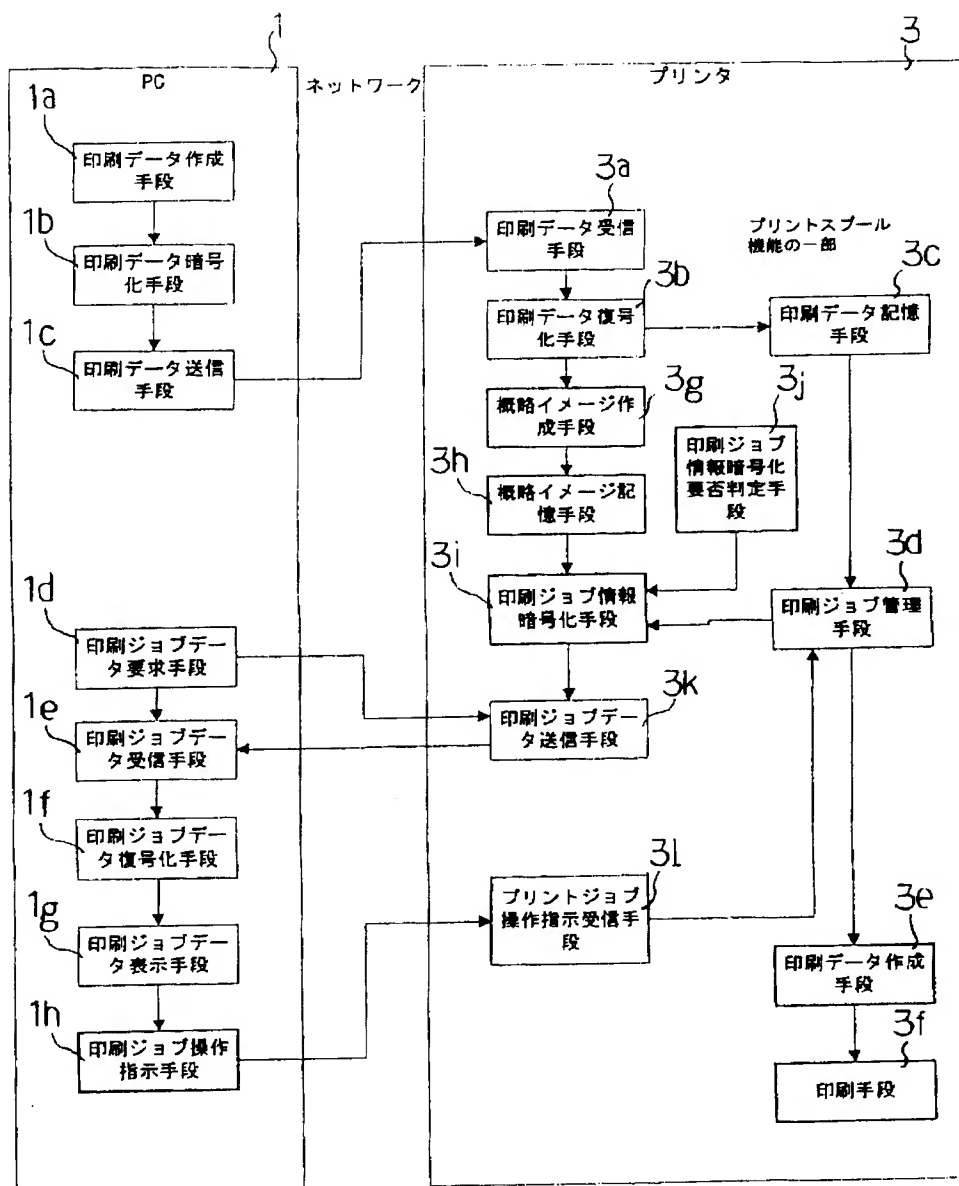 1
3
PC
ネットワーク
プリンタ
1a
印刷データ作成
手段
1b
印刷データ暗号
化手段
1c
印刷データ送信
手段
3a
印刷データ受信
手段
プリントスプール
機能の一部
3b
印刷データ復号
化手段
3c
印刷データ記憶
手段
概略イメージ作
成手段
3g
3h
概略イメージ記
憶手段
3j
印刷ジョブ
情報暗号化
要否判定手
段
3i
印刷ジョブ情報
暗号化手段
3d
印刷ジョブ管理
手段
1d
印刷ジョブデー
タ要求手段
3k
印刷ジョブデー
タ送信手段
1e
印刷ジョブデー
タ受信手段
1f
印刷ジョブデー
タ復号化手段
1g
印刷ジョブデー
タ表示手段
3l
プリントジョブ
操作指示受信手
段
1h
印刷ジョブ操作
指示手段
3e
印刷データ作成
手段
3f
印刷手段